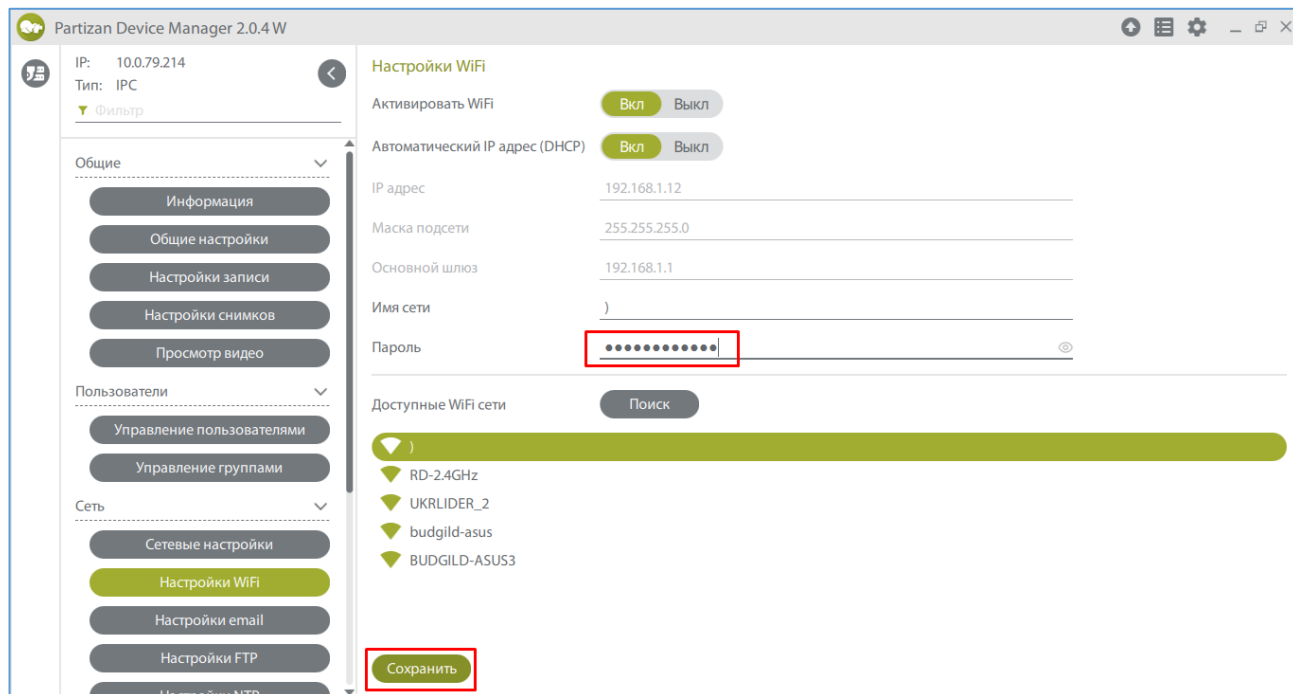 Partizan Device Manager 2.0.4 W
IP: 10.0.79.214
Тип: IPC
Фильтр
Общие
Информация
Общие настройки
Настройки записи
Настройки снимков
Просмотр видео
Пользователи
Управление пользователями
Управление группами
Сеть
Сетевые настройки
Настройки WiFi
Настройки email
Настройки FTP
Настройки NTP
Настройки WiFi
Активировать WiFi Вкл Выкл
Автоматический IP адрес (DHCP) Вкл Выкл
IP адрес 192.168.1.12
Маска подсети 255.255.255.0
Основной шлюз 192.168.1.1
Имя сети )
Пароль ●●●●●●●●●●●●
Доступные WiFi сети Поиск
)
RD-2.4GHz
UKRLIDER_2
budgild-asus
BUDGILD-ASUS3
Сохранить